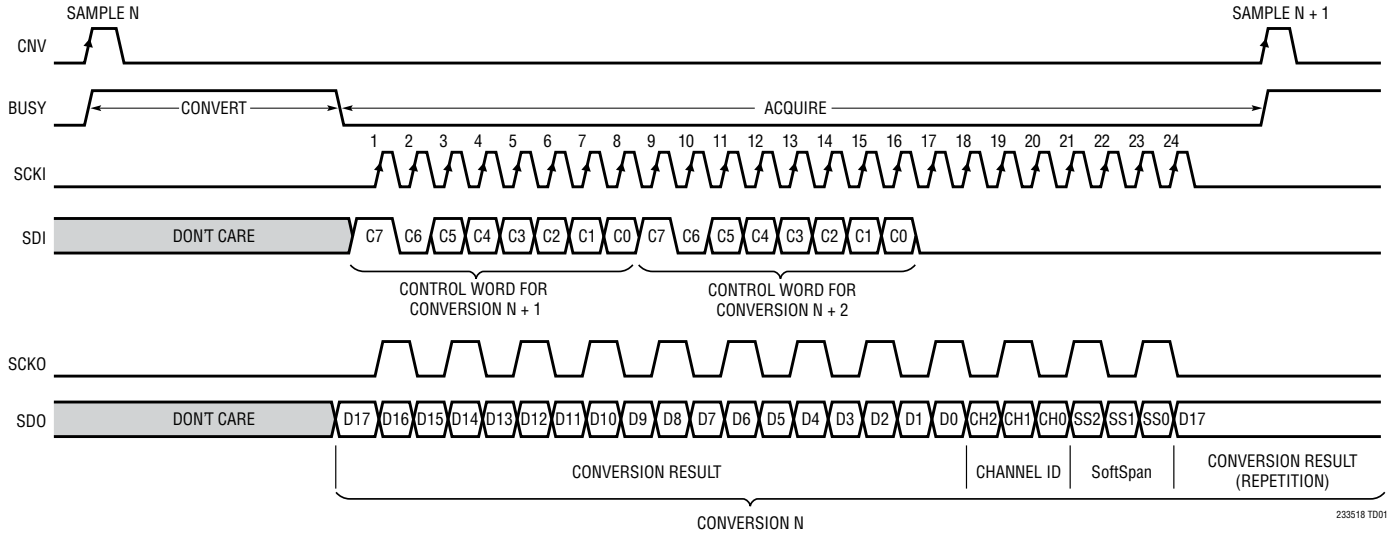 SAMPLE N
SAMPLE N + 1
CNV
BUSY
CONVERT
ACQUIRE
1 2 3 4 5 6 7 8 9 10 11 12 13 14 15 16 17 18 19 20 21 22 23 24
SCKI
SDI
DON'T CARE
C7 C6 C5 C4 C3 C2 C1 C0 C7 C6 C5 C4 C3 C2 C1 C0
CONTROL WORD FOR
CONVERSION N + 1
CONTROL WORD FOR
CONVERSION N + 2
SCKO
SDO
DON'T CARE
D17 D16 D15 D14 D13 D12 D11 D10 D9 D8 D7 D6 D5 D4 D3 D2 D1 D0 CH2 CH1 CH0 SS2 SS1 SS0 D17
CONVERSION RESULT
CHANNEL ID
SoftSpan
CONVERSION RESULT
(REPETITION)
CONVERSION N
233518 TD01